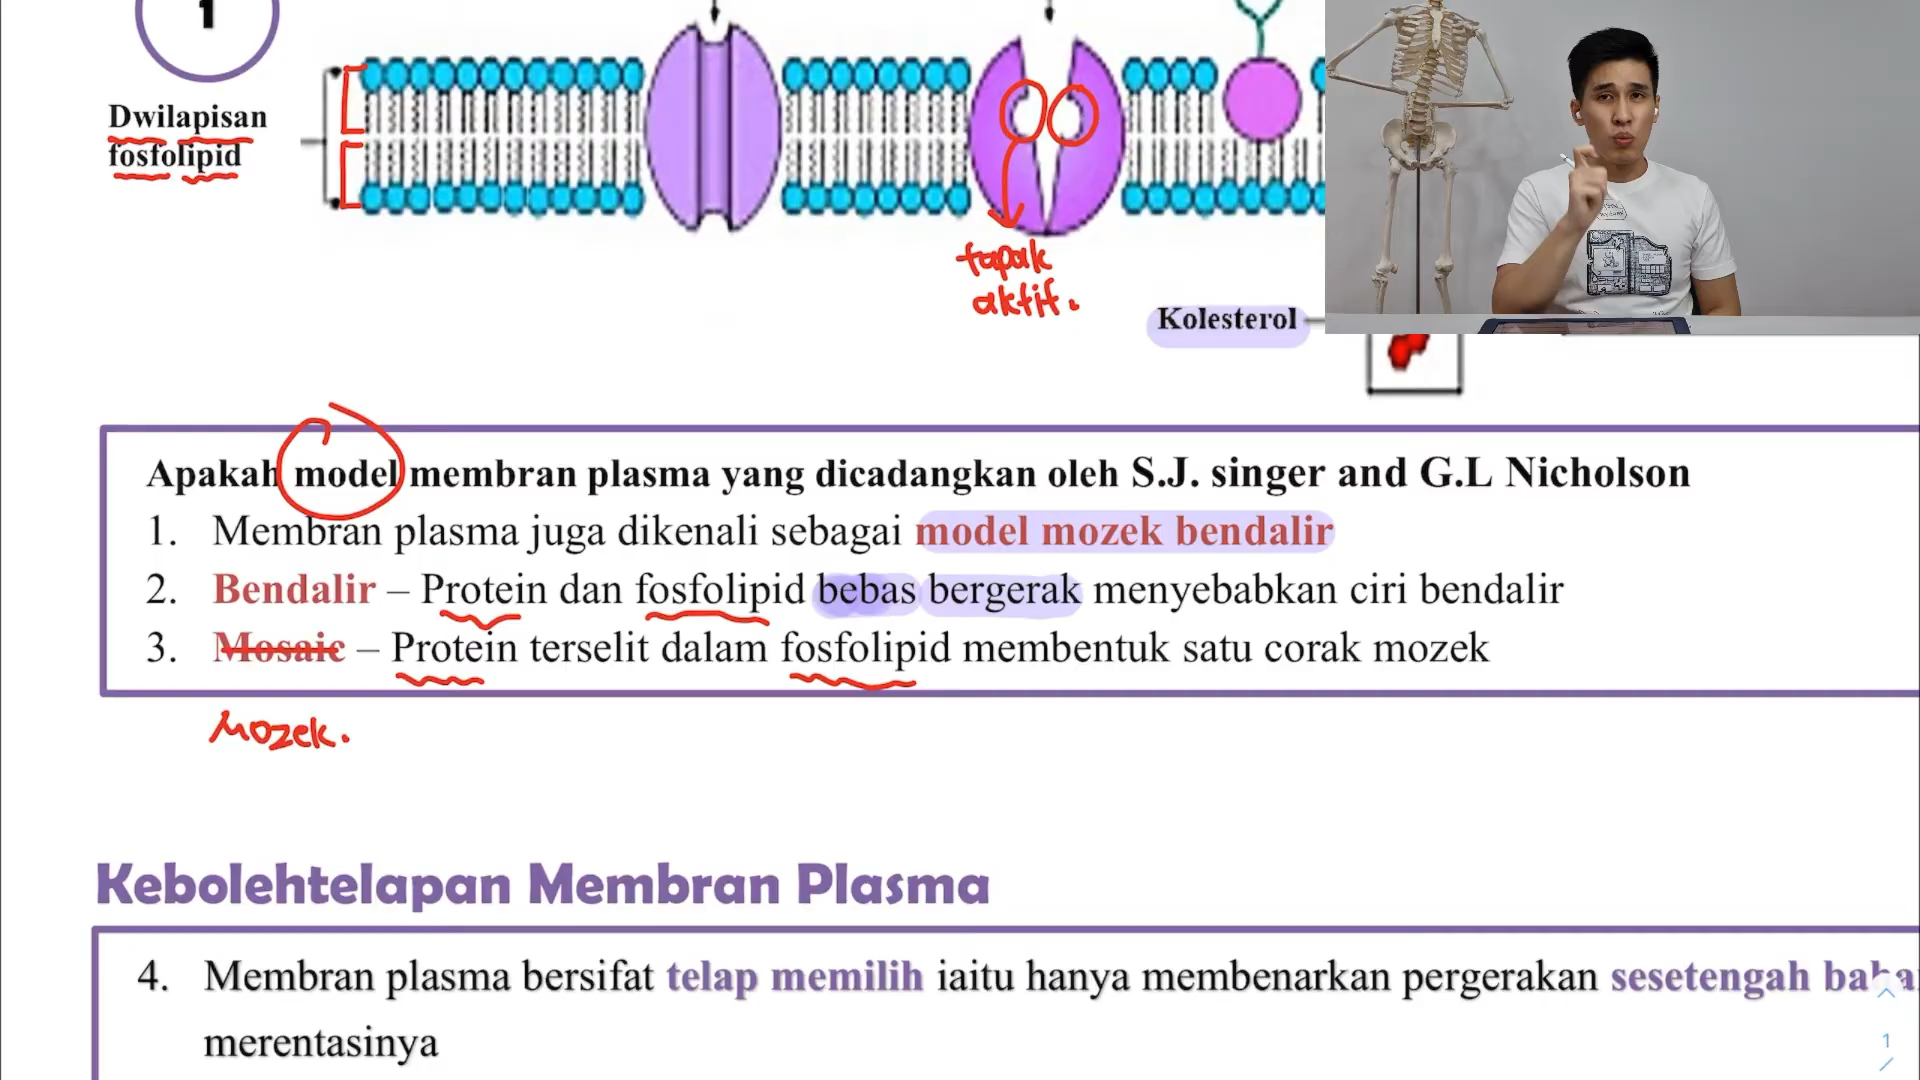 1
Dwilapisan
fosfolipid
tapak
aktif.
Kolesterol
Apakah model membran plasma yang dicadangkan oleh S.J. singer and G.L Nicholson
1. Membran plasma juga dikenali sebagai model mozek bendalir
2. Bendalir – Protein dan fosfolipid bebas bergerak menyebabkan ciri bendalir
3. Mosaic – Protein terselit dalam fosfolipid membentuk satu corak mozek
Mozek.
Kebolehtelapan Membran Plasma
4. Membran plasma bersifat telap memilih iaitu hanya membenarkan pergerakan sesetengah
merentasinya
1
/